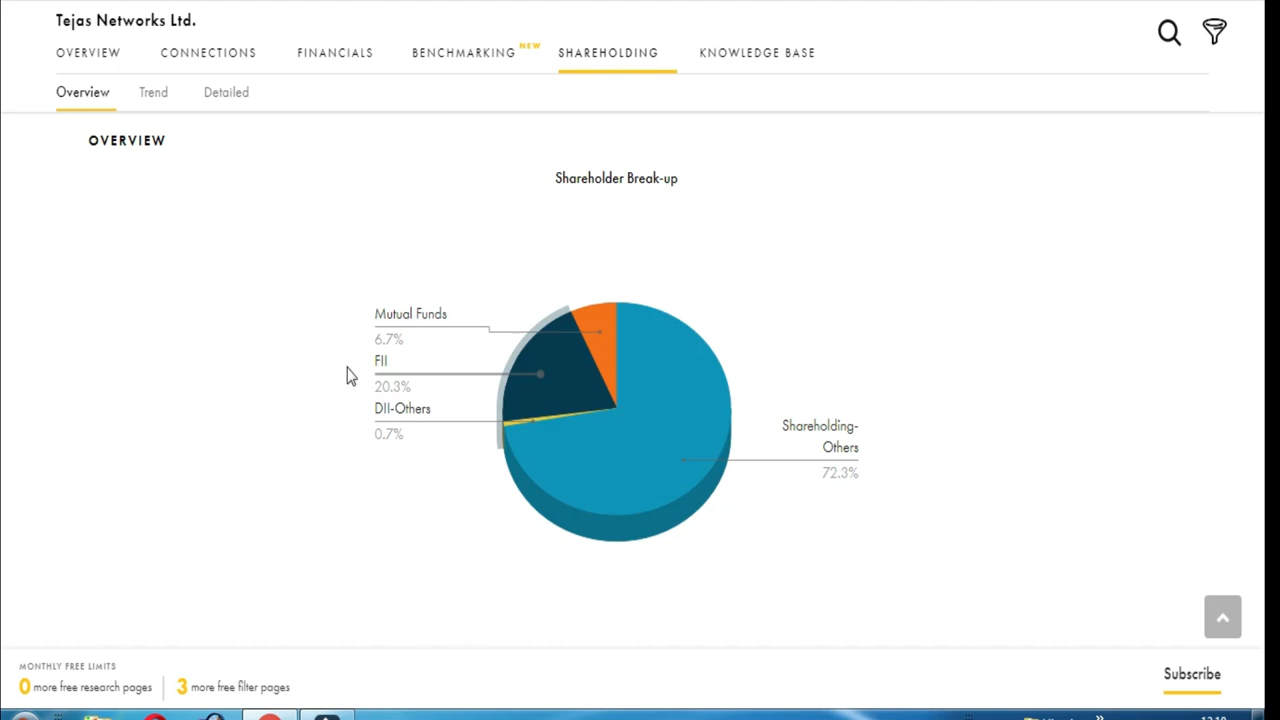 Tejas Networks Ltd.
OVERVIEW CONNECTIONS FINANCIALS BENCHMARKING NEW SHAREHOLDING KNOWLEDGE BASE
Overview Trend Detailed
OVERVIEW
Shareholder Break-up
Mutual Funds
6.7%
FII
20.3%
DII-Others
0.7%
Shareholding-
Others
72.3%
MONTHLY FREE LIMITS
0 more free research pages 3 more free filter pages
Subscribe